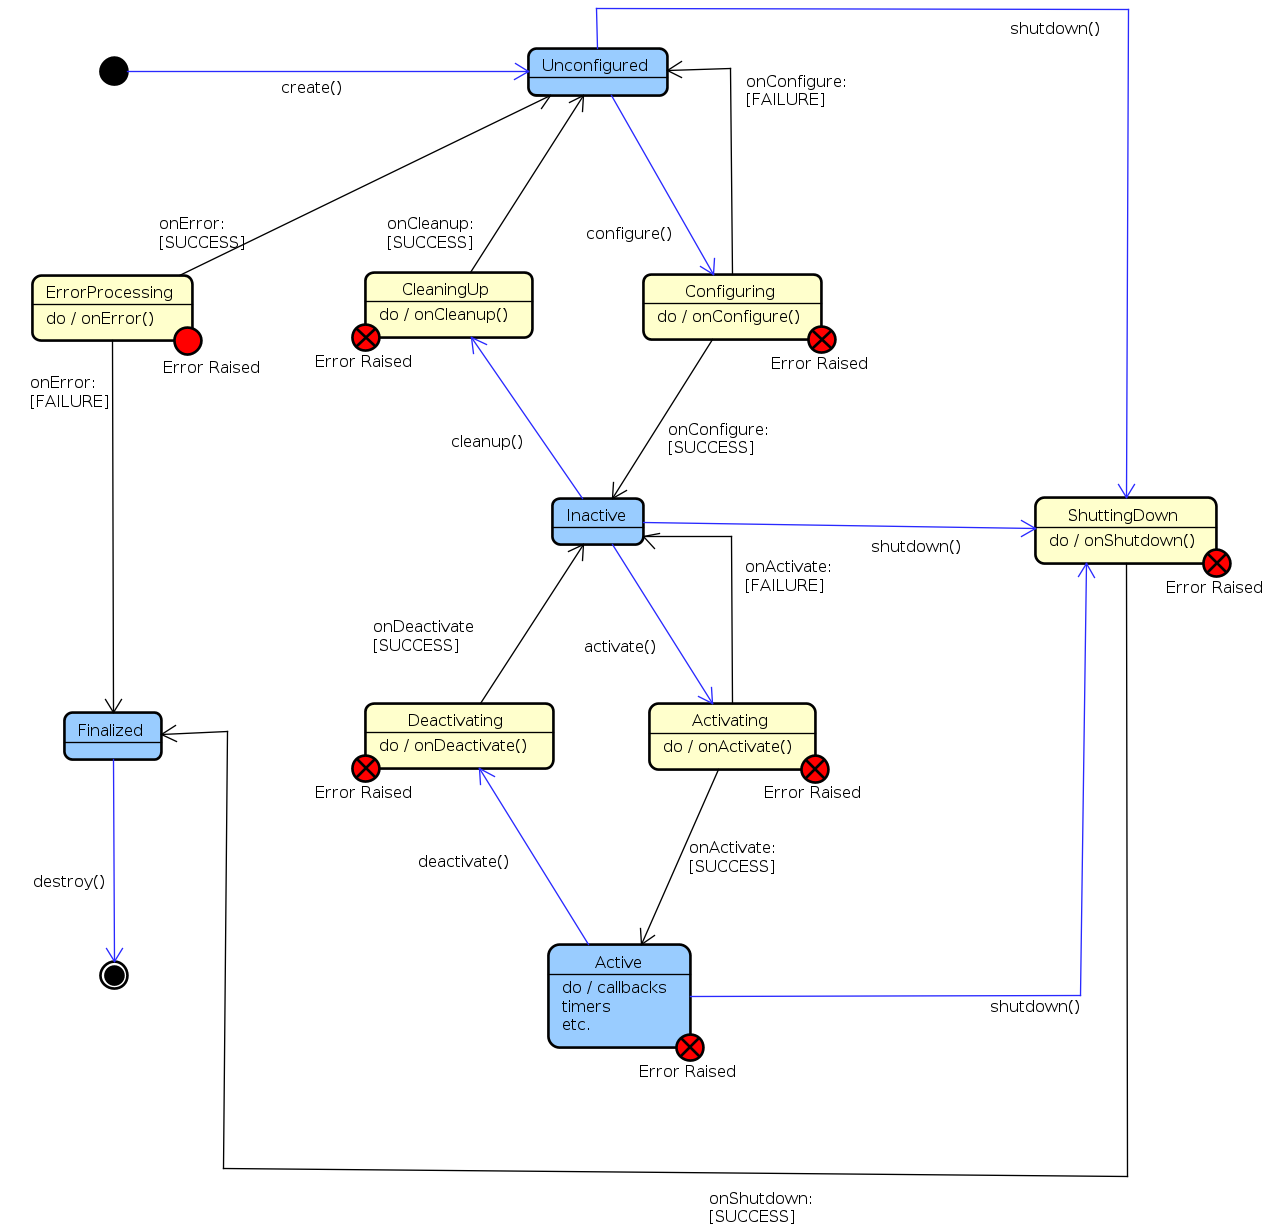 shutdown()
Unconfigured
create()
onConfigure:
[FAILURE]
onError:
[SUCCESS]
onCleanup:
[SUCCESS]
configure()
ErrorProcessing
do / onError()
Error Raised
CleaningUp
do / onCleanup()
Error Raised
Configuring
do / onConfigure()
Error Raised
onError:
[FAILURE]
cleanup()
onConfigure:
[SUCCESS]
Inactive
shutdown()
ShuttingDown
do / onShutdown()
Error Raised
onActivate:
[FAILURE]
onDeactivate
[SUCCESS]
activate()
Finalized
Deactivating
do / onDeactivate()
Error Raised
Activating
do / onActivate()
Error Raised
onActivate:
[SUCCESS]
deactivate()
destroy()
Active
do / callbacks
timers
etc.
Error Raised
shutdown()
onShutdown:
[SUCCESS]